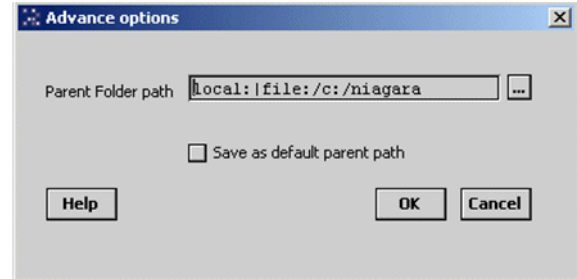 Advance options
Parent Folder path local:|file:/c:/niagara ...
Save as default parent path
Help OK Cancel